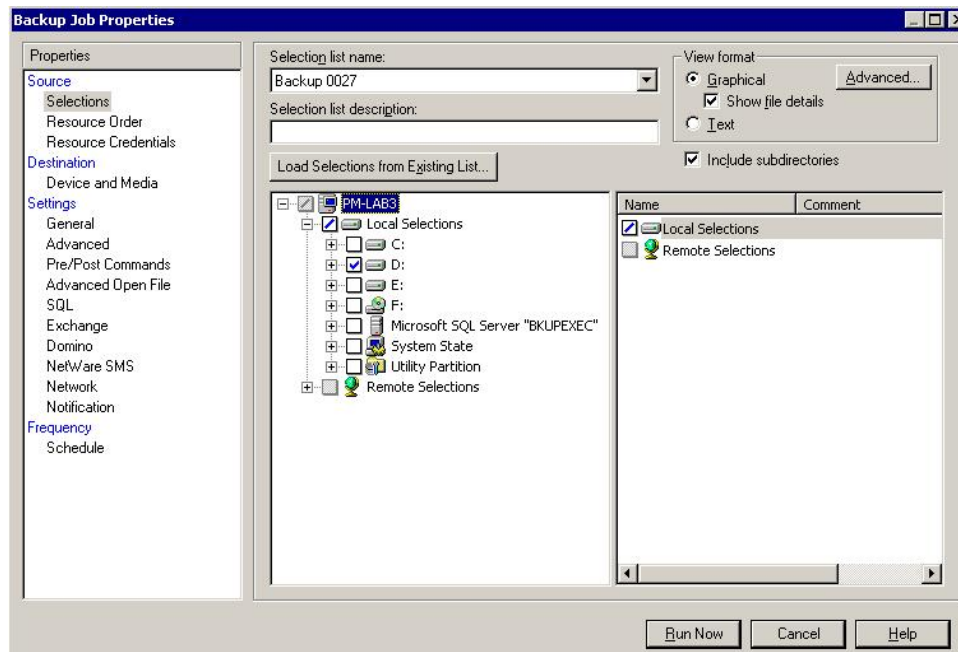 Backup Job Properties
Properties
Source
Selections
Resource Order
Resource Credentials
Destination
Device and Media
Settings
General
Advanced
Pre/Post Commands
Advanced Open File
SQL
Exchange
Domino
NetWare SMS
Network
Notification
Frequency
Schedule
Selection list name:
Backup 0027
Selection list description:
Load Selections from Existing List...
View format
Graphical
Advanced...
Show file details
Text
Include subdirectories
PM-LAB3
Local Selections
C:
D:
E:
F:
Microsoft SQL Server "BKUPEXEC"
System State
Utility Partition
Remote Selections
Name Comment
Local Selections
Remote Selections
Run Now Cancel Help